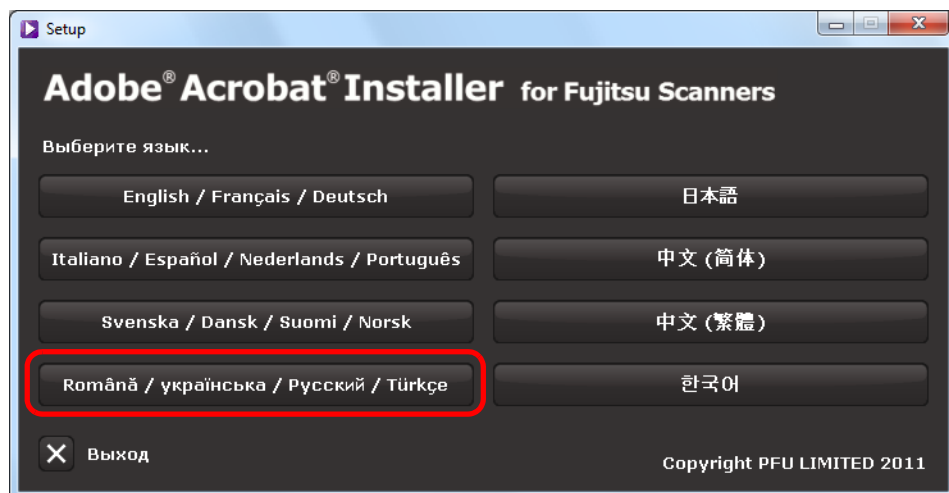 Setup
Adobe® Acrobat® Installer for Fujitsu Scanners
Выберите язык...
English / Français / Deutsch
日本語
Italiano / Español / Nederlands / Português
中文 (简体)
Svenska / Dansk / Suomi / Norsk
中文 (繁體)
Română / українська / Русский / Türkçe
한국어
Выход
Copyright PFU LIMITED 2011